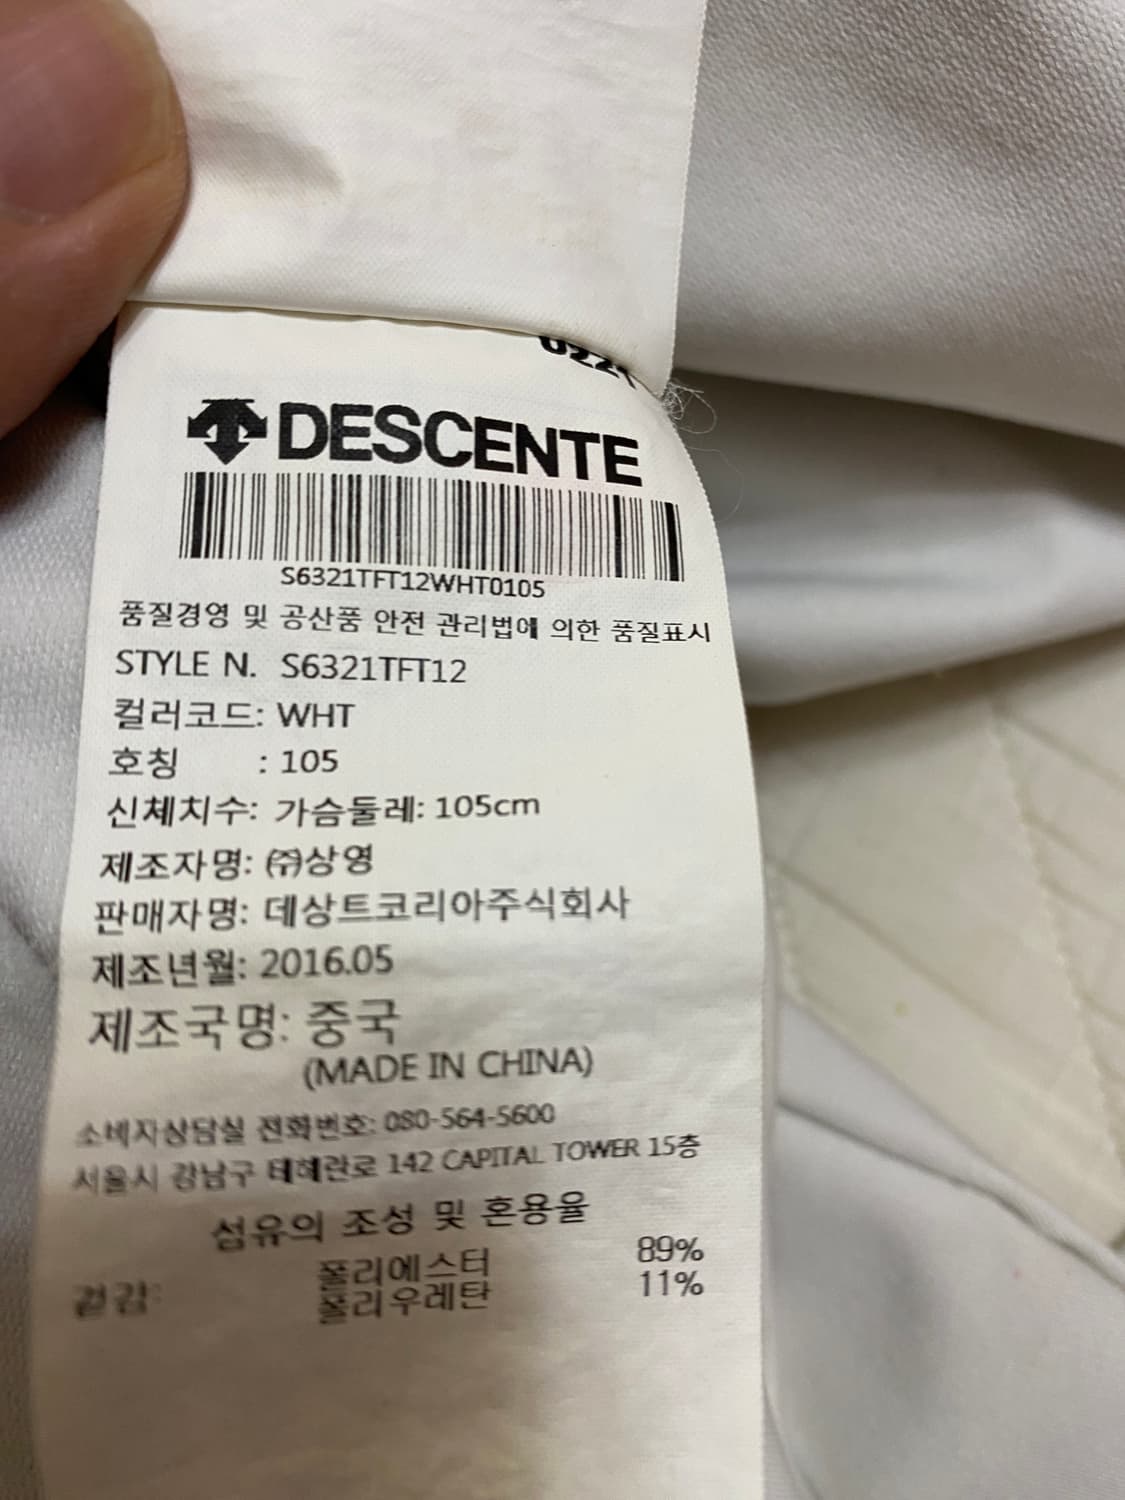 DESCENTE
S6321TFT12WHT0105
품질경영 및 공산품 안전 관리법에 의한 품질표시
STYLE N. S6321TFT12
컬러코드: WHT
호칭 : 105
신체치수: 가슴둘레: 105cm
제조자명: ㈜상영
판매자명: 데상트코리아주식회사
제조년월: 2016.05
제조국명: 중국
(MADE IN CHINA)
소비자상담실 전화번호: 080-564-5600
서울시 강남구 테헤란로 142 CAPITAL TOWER 15층
섬유의 조성 및 혼용율
겉감: 폴리에스터 89%
폴리우레탄 11%